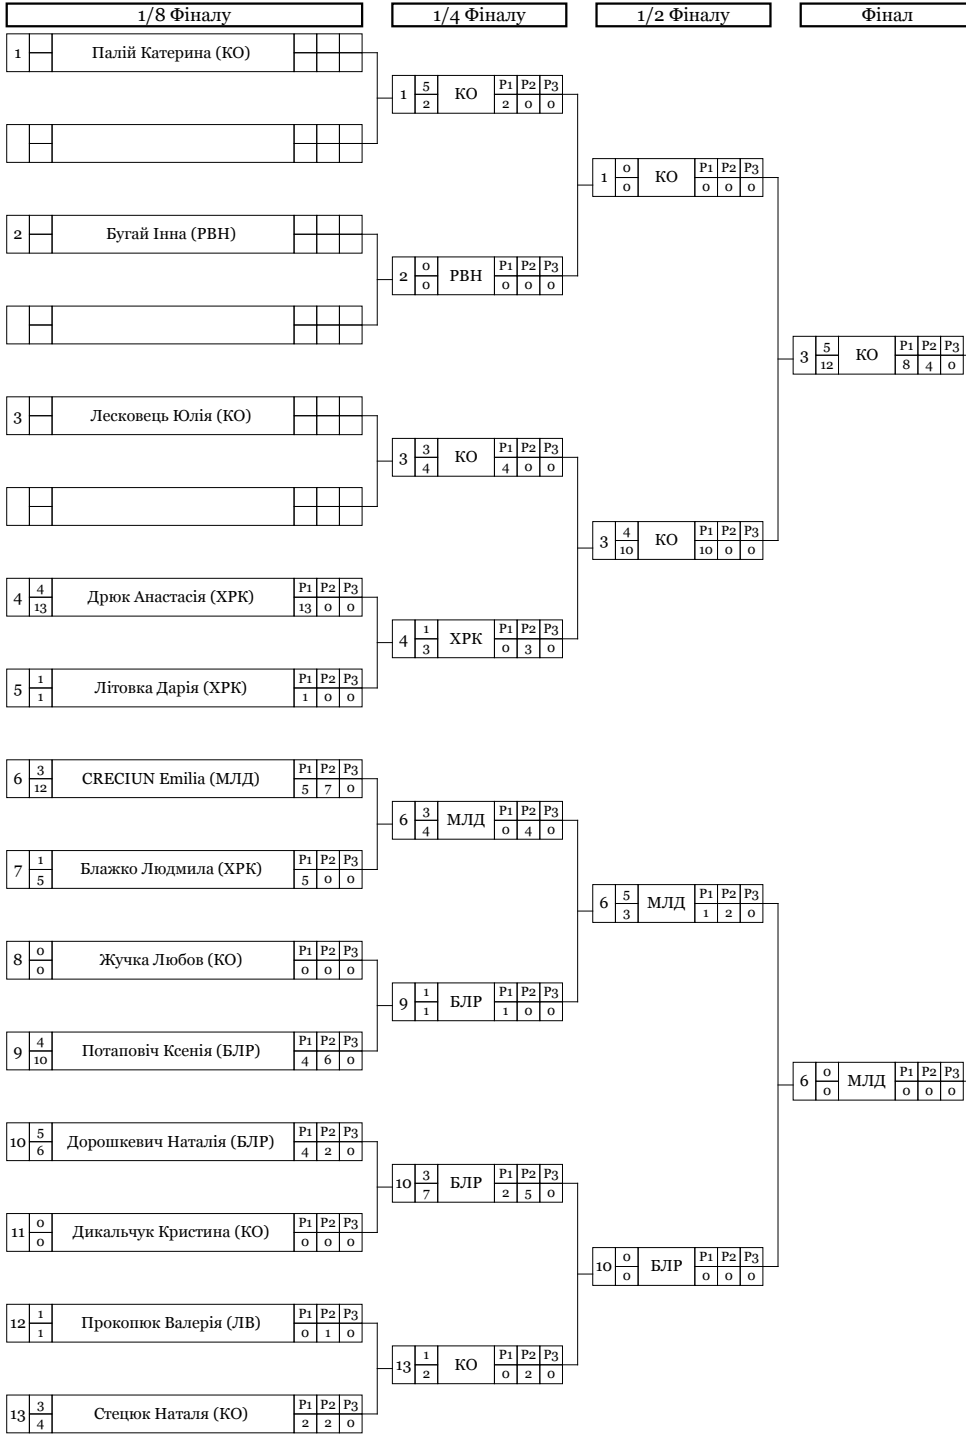 1/8 Фіналу 1/4 Фіналу 1/2 Фіналу Фінал
1 Палій Катерина (КО)
1 5 2 КО P1 P2 P3 2 0 0
1 0 0 КО P1 P2 P3 0 0 0
2 Бугай Інна (РВН)
2 0 0 РВН P1 P2 P3 0 0 0
3 5 12 КО P1 P2 P3 8 4 0
3 Лесковець Юлія (КО)
3 3 4 КО P1 P2 P3 4 0 0
3 4 10 КО P1 P2 P3 10 0 0
4 4 13 Дрюк Анастасія (ХРК) P1 P2 P3 13 0 0
4 1 3 ХРК P1 P2 P3 0 3 0
5 1 1 Літовка Дарія (ХРК) P1 P2 P3 1 0 0
6 3 12 CRECIUN Emilia (МЛД) P1 P2 P3 5 7 0
6 3 4 МЛД P1 P2 P3 0 4 0
7 1 5 Блажко Людмила (ХРК) P1 P2 P3 5 0 0
6 5 3 МЛД P1 P2 P3 1 2 0
8 0 0 Жучка Любов (КО) P1 P2 P3 0 0 0
9 1 1 БЛР P1 P2 P3 1 0 0
9 4 10 Потаповіч Ксенія (БЛР) P1 P2 P3 4 6 0
6 0 0 МЛД P1 P2 P3 0 0 0
10 5 6 Дорошкевич Наталія (БЛР) P1 P2 P3 4 2 0
10 3 7 БЛР P1 P2 P3 2 5 0
11 0 0 Дикальчук Кристина (КО) P1 P2 P3 0 0 0
10 0 0 БЛР P1 P2 P3 0 0 0
12 1 1 Прокопюк Валерія (ЛВ) P1 P2 P3 0 1 0
13 1 2 КО P1 P2 P3 0 2 0
13 3 4 Стецюк Наталя (КО) P1 P2 P3 2 2 0